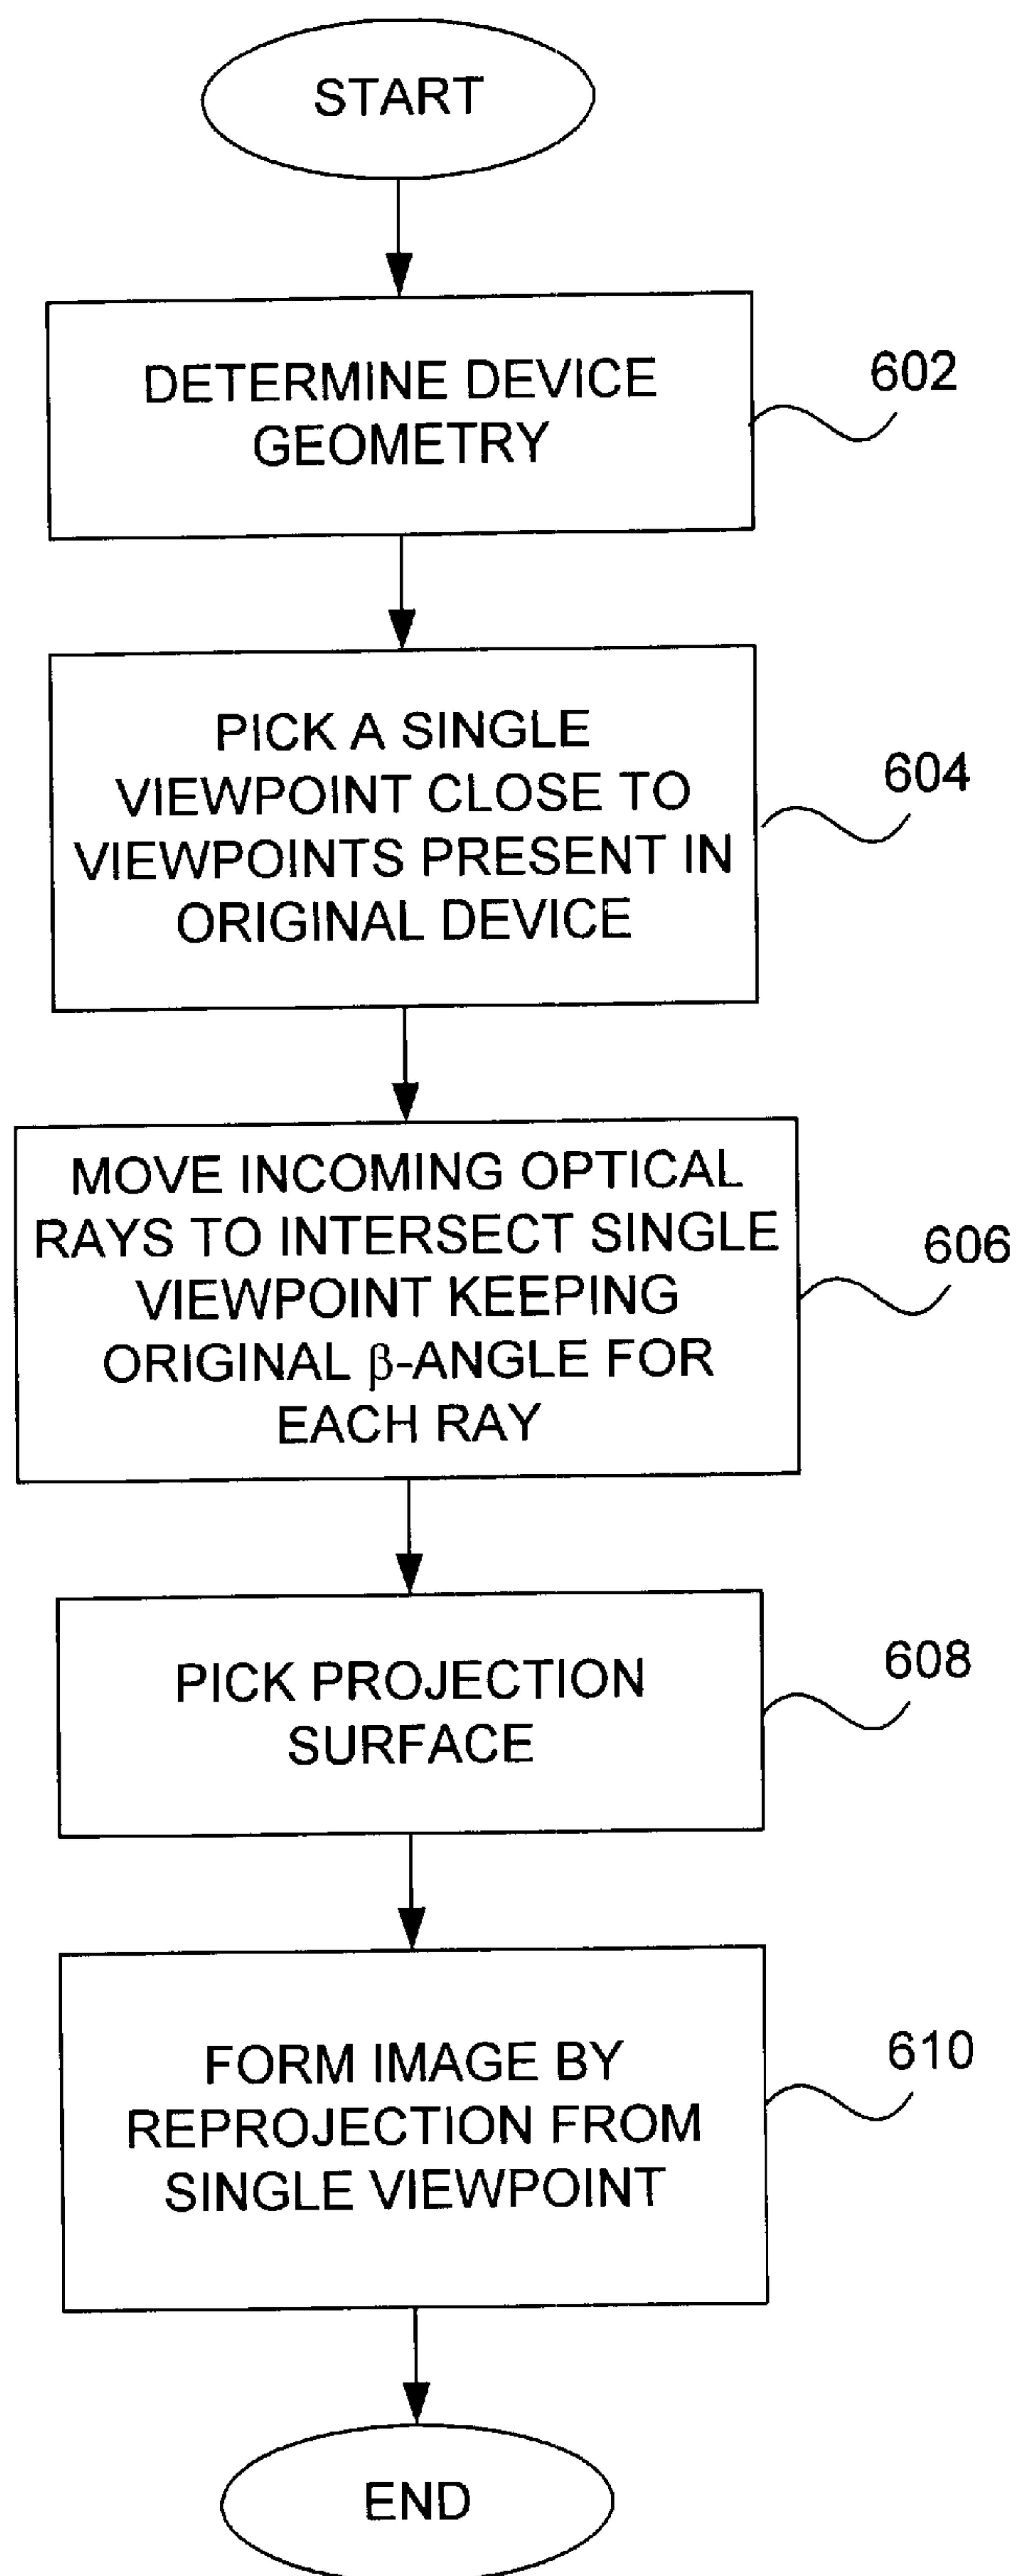 START
DETERMINE DEVICE
GEOMETRY
602
PICK A SINGLE
VIEWPOINT CLOSE TO
VIEWPOINTS PRESENT IN
ORIGINAL DEVICE
604
MOVE INCOMING OPTICAL
RAYS TO INTERSECT SINGLE
VIEWPOINT KEEPING
ORIGINAL β-ANGLE FOR
EACH RAY
606
PICK PROJECTION
SURFACE
608
FORM IMAGE BY
REPROJECTION FROM
SINGLE VIEWPOINT
610
END